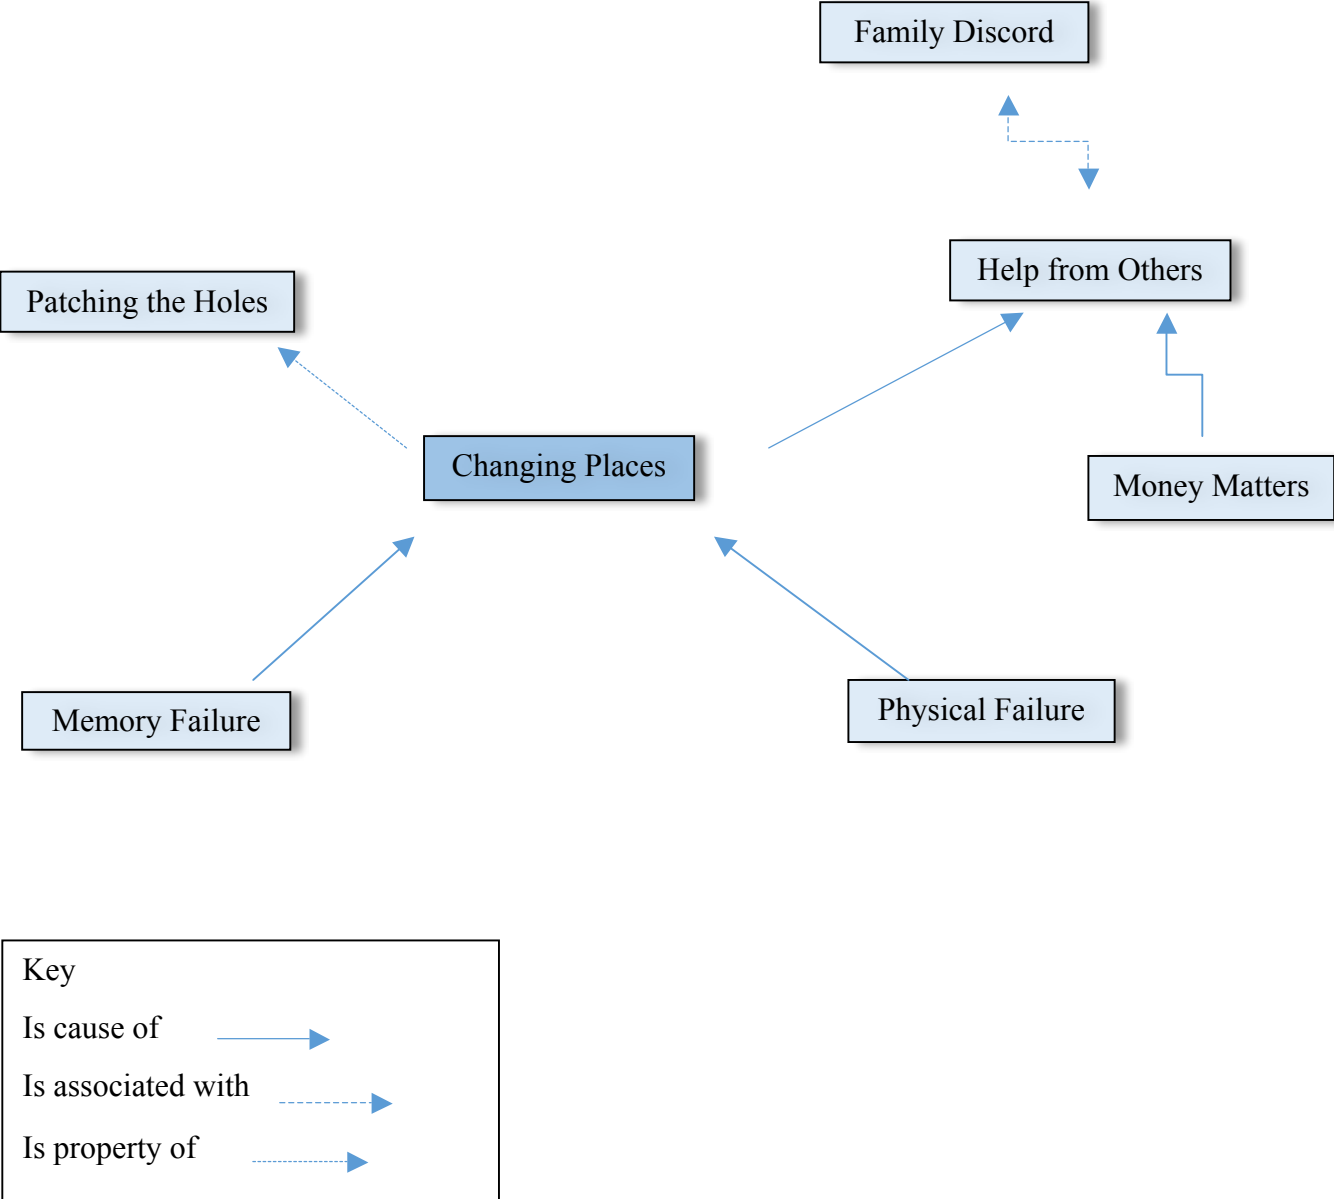 Family Discord
Help from Others
Patching the Holes
Changing Places
Money Matters
Memory Failure
Physical Failure
Key
Is cause of
Is associated with
Is property of